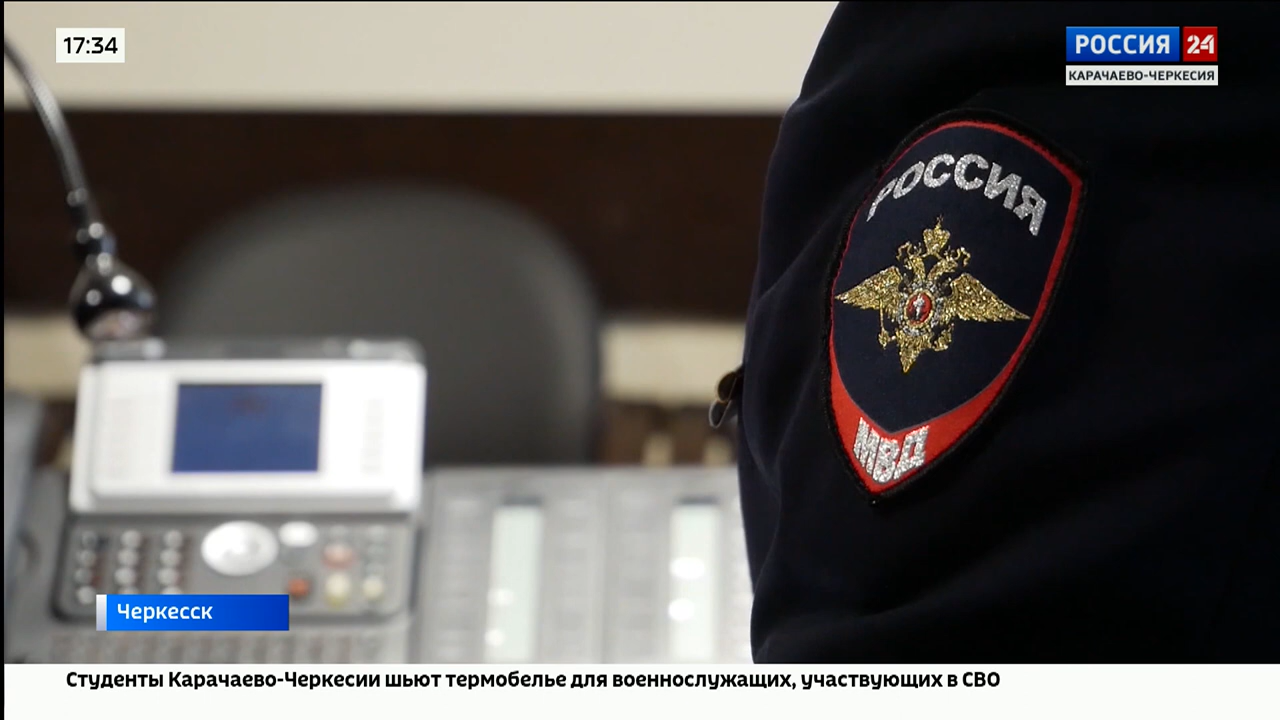 17:34
РОССИЯ 24
КАРАЧАЕВО-ЧЕРКЕСИЯ
РОССИЯ
МВД
Черкесск
Студенты Карачаево-Черкесии шьют термобелье для военнослужащих, участвующих в СВО